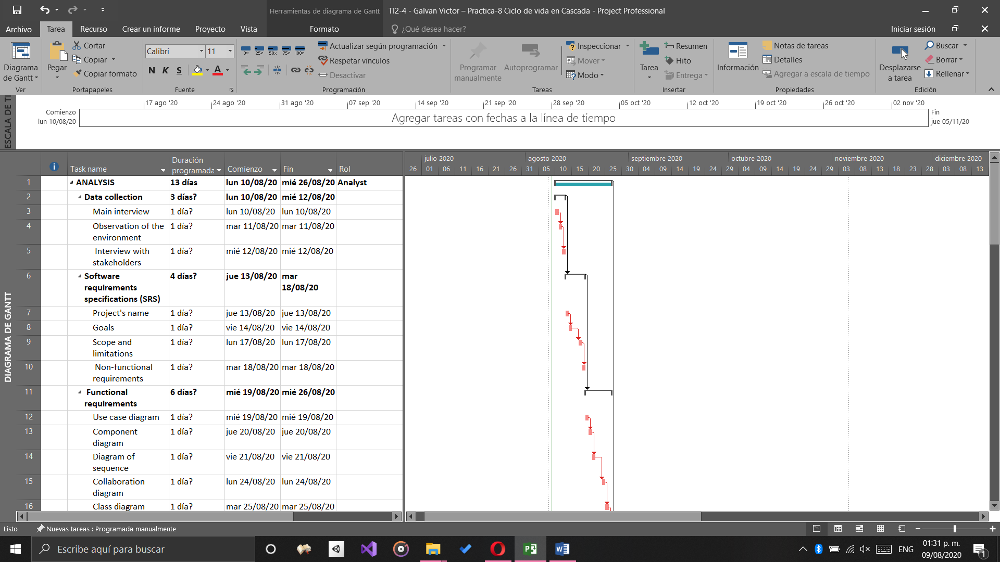 Herramientas de diagrama de Gantt
TI2-4 - Galvan Victor – Practica-8 Ciclo de vida en Cascada - Project Professional
Archivo Tarea Recurso Crear un informe Proyecto Vista Formato ¿Qué desea hacer? Iniciar sesión
Diagrama de Gantt
Ver
Pegar
Cortar
Copiar
Copiar formato
Portapapeles
Calibri 11
N K S A
Fuente
0% 25% 50% 75% 100%
Actualizar según programación
Respetar vínculos
Desactivar
Programación
Programar manualmente
Autoprogramar
Inspeccionar
Mover
Modo
Tareas
Tarea
Resumen
Hito
Entrega
Insertar
Información
Notas de tareas
Detalles
Agregar a escala de tiempo
Propiedades
Desplazarse a tarea
Buscar
Borrar
Rellenar
Edición
ESCALA DE TI
17 ago '20 24 ago '20 31 ago '20 07 sep '20 14 sep '20 21 sep '20 28 sep '20 05 oct '20 12 oct '20 19 oct '20 26 oct '20 02 nov '20
Comienzo
lun 10/08/20
Agregar tareas con fechas a la línea de tiempo
Fin
jue 05/11/20
DIAGRAMA DE GANTT
Task name Duración programada Comienzo Fin Rol
julio 2020 agosto 2020 septiembre 2020 octubre 2020 noviembre 2020 diciembre 2020
26 01 06 11 16 21 26 31 05 10 15 20 25 30 04 09 14 19 24 29 04 09 14 19 24 29 03 08 13 18 23 28 03 08 13
1 ANALYSIS 13 días lun 10/08/20 mié 26/08/20 Analyst
2 Data collection 3 días? lun 10/08/20 mié 12/08/20
3 Main interview 1 día? lun 10/08/20 lun 10/08/20
4 Observation of the environment 1 día? mar 11/08/20 mar 11/08/20
5 Interview with stakeholders 1 día? mié 12/08/20 mié 12/08/20
6 Software requirements specifications (SRS) 4 días? jue 13/08/20 mar 18/08/20
7 Project's name 1 día? jue 13/08/20 jue 13/08/20
8 Goals 1 día? vie 14/08/20 vie 14/08/20
9 Scope and limitations 1 día? lun 17/08/20 lun 17/08/20
10 Non-functional requirements 1 día? mar 18/08/20 mar 18/08/20
11 Functional requirements 6 días? mié 19/08/20 mié 26/08/20
12 Use case diagram 1 día? mié 19/08/20 mié 19/08/20
13 Component diagram 1 día? jue 20/08/20 jue 20/08/20
14 Diagram of sequence 1 día? vie 21/08/20 vie 21/08/20
15 Collaboration diagram 1 día? lun 24/08/20 lun 24/08/20
16 Class diagram 1 día? mar 25/08/20 mar 25/08/20
Listo Nuevas tareas : Programada manualmente
Escribe aquí para buscar
ENG
01:31 p. m.
09/08/2020
1